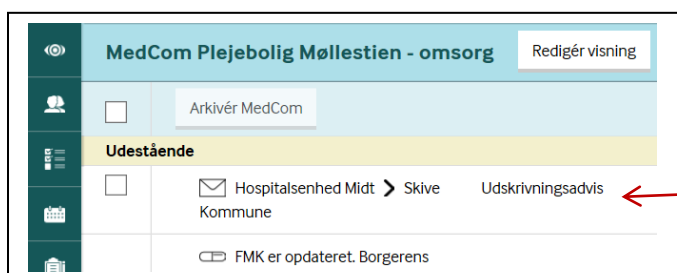 MedCom Plejebolig Møllestien - omsorg Redigér visning
Arkivér MedCom
Udestående
Hospitalsenhed Midt > Skive Udskrivningsadvis
Kommune
FMK er opdateret. Borgerens